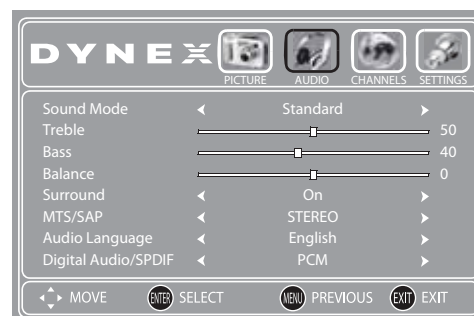 DYNEX
PICTURE AUDIO CHANNELS SETTINGS
Sound Mode Standard
Treble 50
Bass 40
Balance 0
Surround On
MTS/SAP STEREO
Audio Language English
Digital Audio/SPDIF PCM
MOVE ENTER SELECT MENU PREVIOUS EXIT EXIT